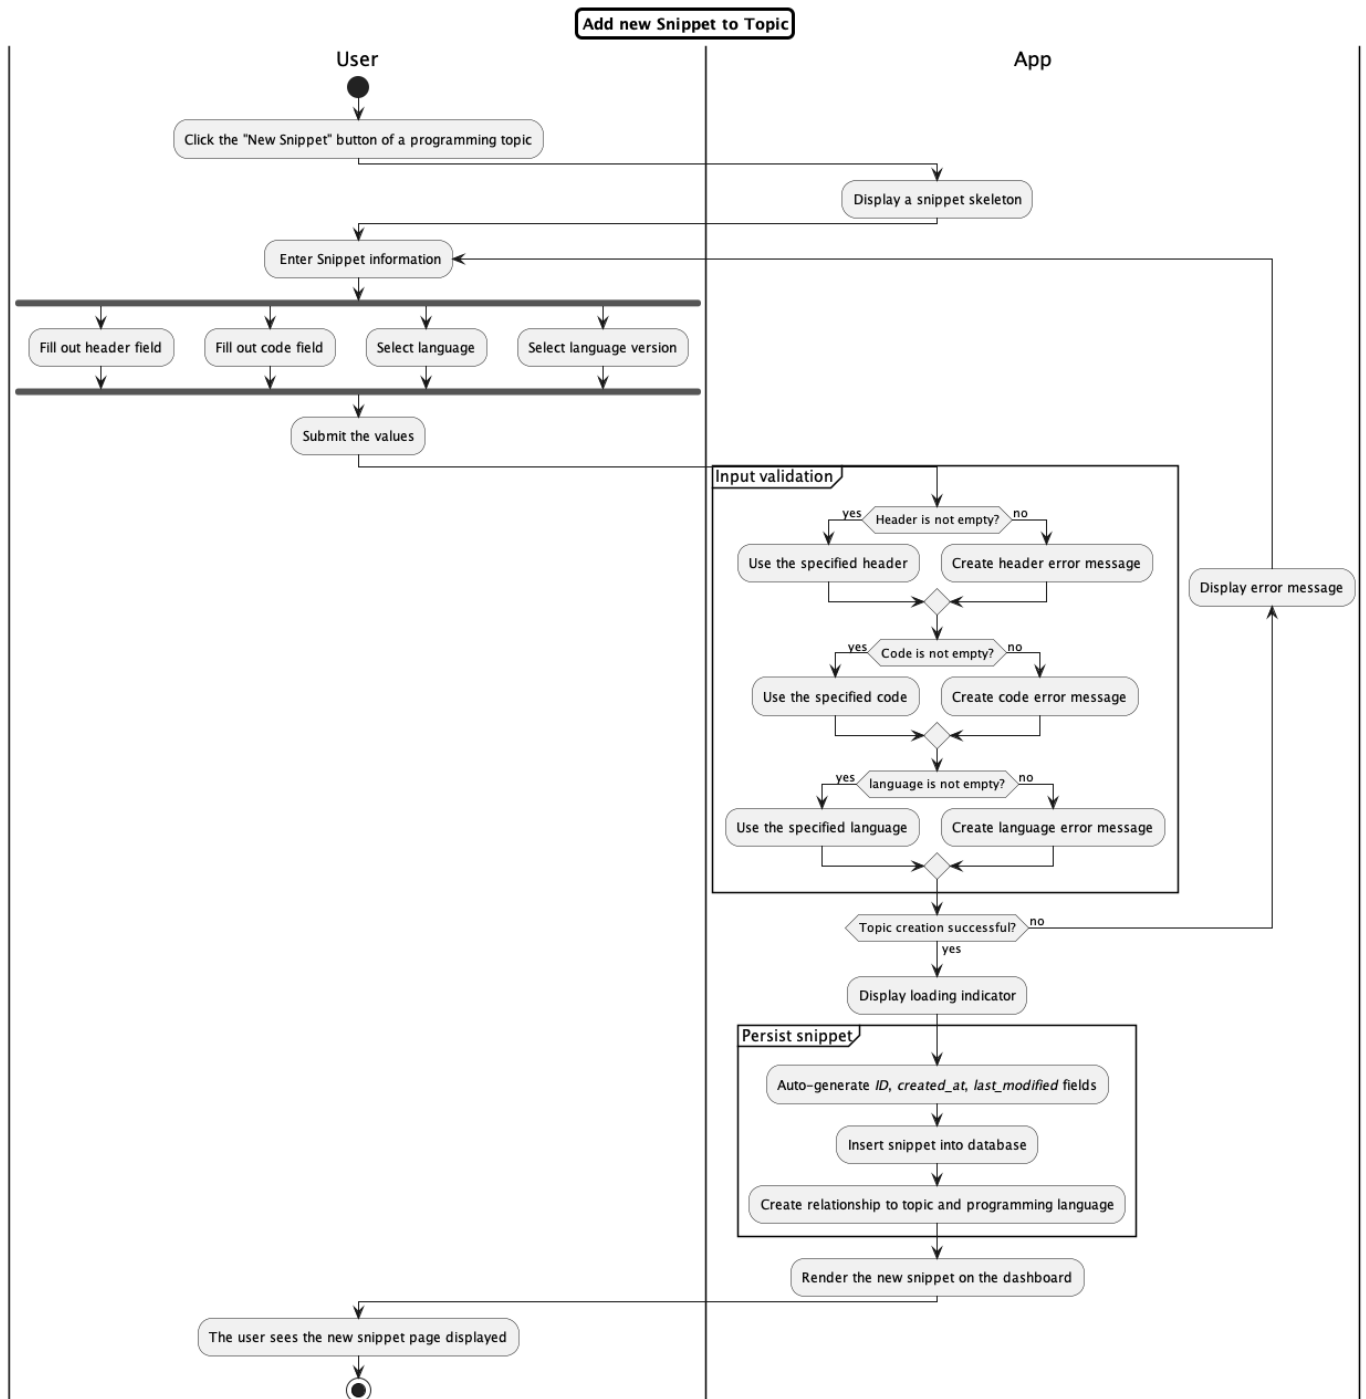 Add new Snippet to Topic
User
App
Click the "New Snippet" button of a programming topic
Display a snippet skeleton
Enter Snippet information
Fill out header field
Fill out code field
Select language
Select language version
Submit the values
Input validation
Header is not empty?
yes
no
Use the specified header
Create header error message
Display error message
Code is not empty?
yes
no
Use the specified code
Create code error message
language is not empty?
yes
no
Use the specified language
Create language error message
Topic creation successful?
no
yes
Display loading indicator
Persist snippet
Auto-generate ID, created_at, last_modified fields
Insert snippet into database
Create relationship to topic and programming language
Render the new snippet on the dashboard
The user sees the new snippet page displayed